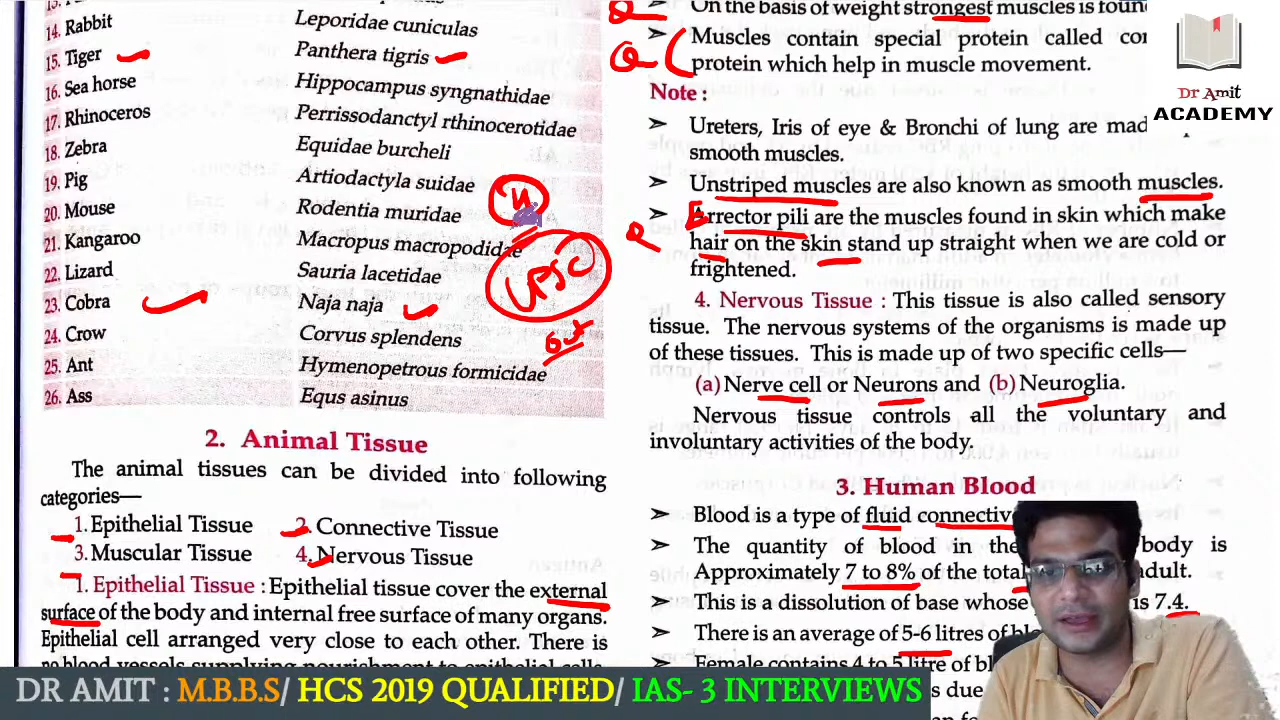 14. Rabbit Leporidae cuniculas
15. Tiger Panthera tigris
16. Sea horse Hippocampus syngnathidae
17. Rhinoceros Perrissodanctyl rthinocerotidae
18. Zebra Equidae burcheli
19. Pig Artiodactyla suidae
20. Mouse Rodentia muridae
21. Kangaroo Macropus macropodidae
22. Lizard Sauria lacetidae
23. Cobra Naja naja
24. Crow Corvus splendens
25. Ant Hymenopetrous formicidae
26. Ass Equs asinus
UPSC
2. Animal Tissue
The animal tissues can be divided into following
categories—
1. Epithelial Tissue 2. Connective Tissue
3. Muscular Tissue 4. Nervous Tissue
1. Epithelial Tissue : Epithelial tissue cover the external
surface of the body and internal free surface of many organs.
Epithelial cell arranged very close to each other. There is
no blood vessels supplying nourishment to epithelial cells.
On the basis of weight strongest muscles is foun
Q ( Muscles contain special protein called con
protein which help in muscle movement.
Note :
➤ Ureters, Iris of eye & Bronchi of lung are mad
smooth muscles.
➤ Unstriped muscles are also known as smooth muscles.
➤ Errector pili are the muscles found in skin which make
hair on the skin stand up straight when we are cold or
frightened.
4. Nervous Tissue : This tissue is also called sensory
tissue. The nervous systems of the organisms is made up
of these tissues. This is made up of two specific cells—
(a) Nerve cell or Neurons and (b) Neuroglia.
Nervous tissue controls all the voluntary and
involuntary activities of the body.
3. Human Blood
➤ Blood is a type of fluid connectiv
➤ The quantity of blood in the body is
Approximately 7 to 8% of the total adult.
➤ This is a dissolution of base whose is 7.4.
➤ There is an average of 5-6 litres of blo
➤ Female contains 4 to 5 litre of bl
s due
Dr Amit
ACADEMY
DR AMIT : M.B.B.S/ HCS 2019 QUALIFIED/ IAS- 3 INTERVIEWS